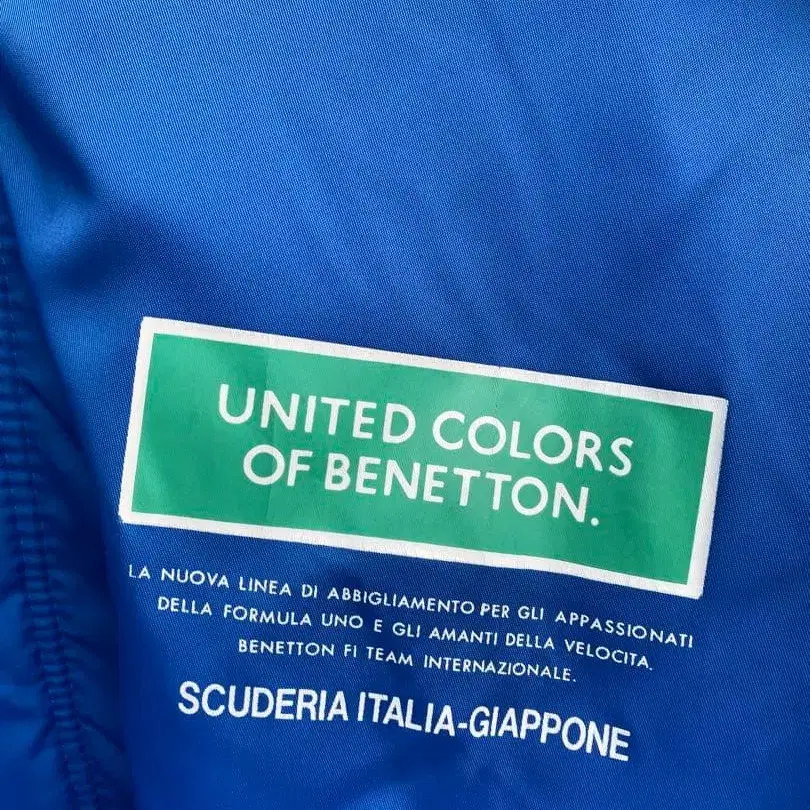 UNITED COLORS
OF BENETTON.
LA NUOVA LINEA DI ABBIGLIAMENTO PER GLI APPASSIONATI
DELLA FORMULA UNO E GLI AMANTI DELLA VELOCITA.
BENETTON FI TEAM INTERNAZIONALE.
SCUDERIA ITALIA-GIAPPONE